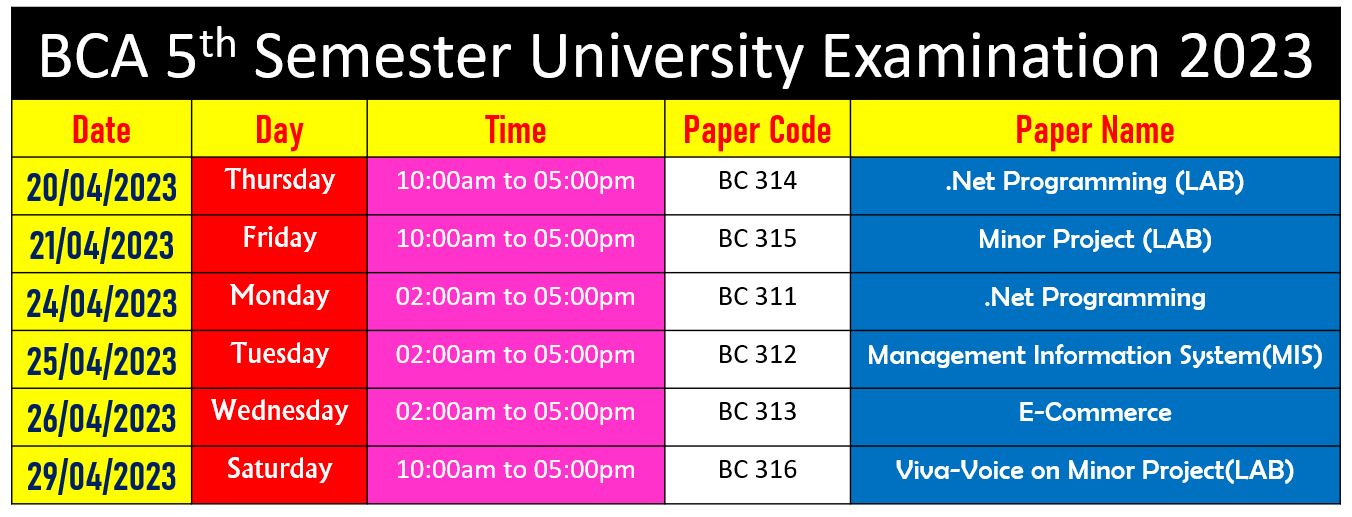 BCA 5th Semester University Examination 2023
Date Day Time Paper Code Paper Name
20/04/2023 Thursday 10:00am to 05:00pm BC 314 .Net Programming (LAB)
21/04/2023 Friday 10:00am to 05:00pm BC 315 Minor Project (LAB)
24/04/2023 Monday 02:00am to 05:00pm BC 311 .Net Programming
25/04/2023 Tuesday 02:00am to 05:00pm BC 312 Management Information System(MIS)
26/04/2023 Wednesday 02:00am to 05:00pm BC 313 E-Commerce
29/04/2023 Saturday 10:00am to 05:00pm BC 316 Viva-Voice on Minor Project(LAB)